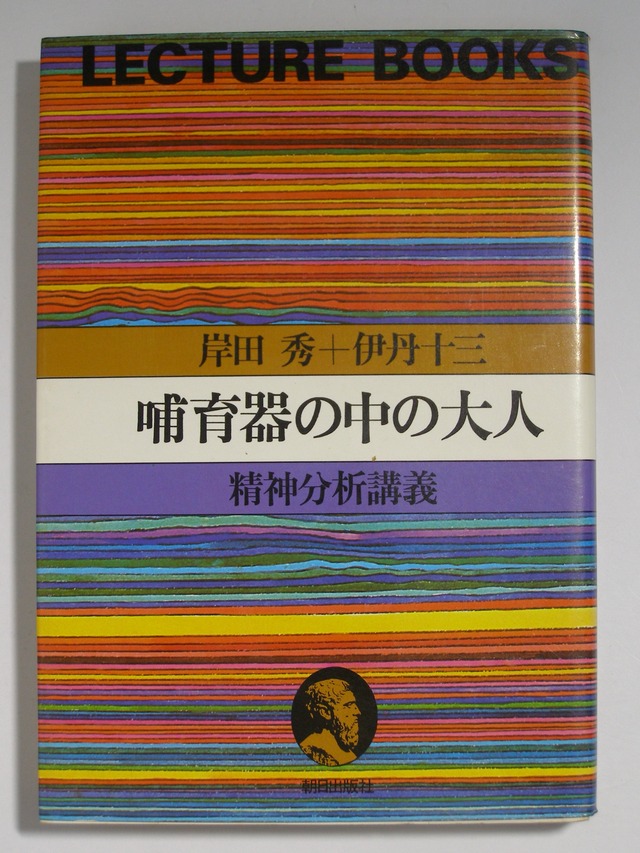 LECTURE BOOKS
岸田 秀+伊丹十三
哺育器の中の大人
精神分析講義
朝日出版社